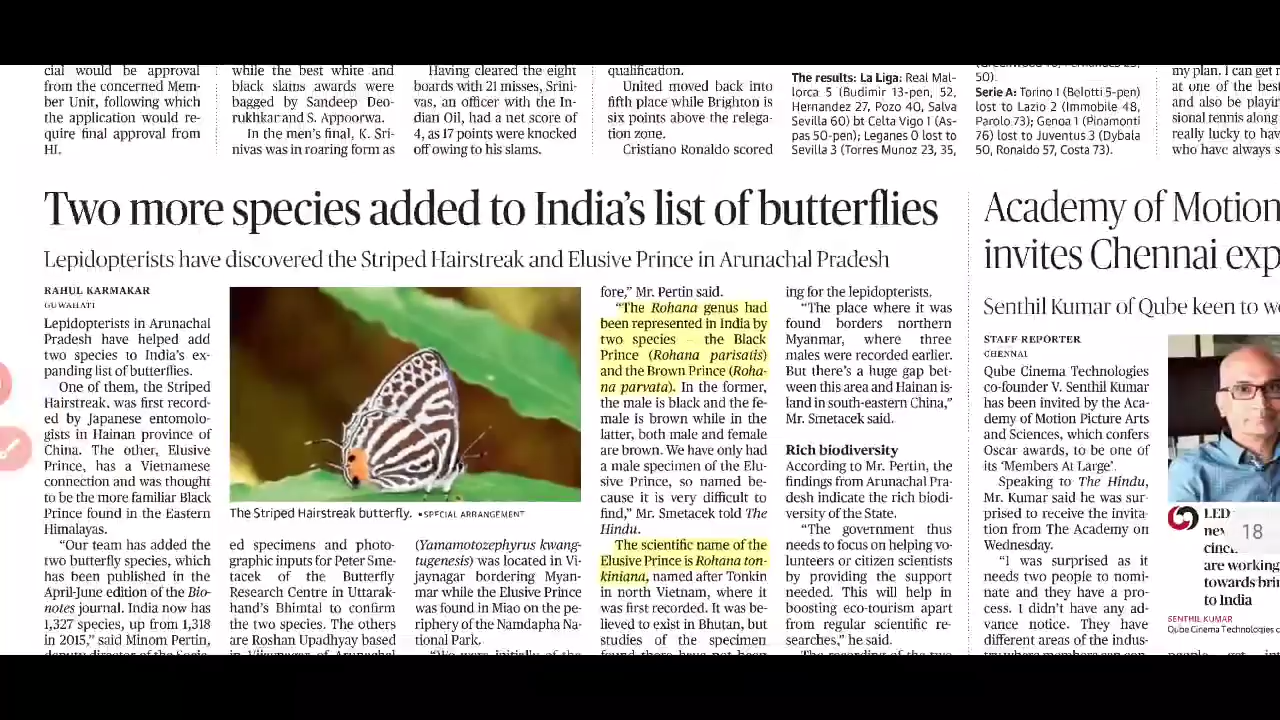 cial would be approval
from the concerned Mem-
ber Unit, following which
the application would re-
quire final approval from
HI.
while the best white and
black slams awards were
bagged by Sandeep Deo-
rukhkar and S. Appoorwa.
In the men's final, K. Sri-
nivas was in roaring form as
Having cleared the eight
boards with 21 misses, Srini-
vas, an officer with the In-
dian Oil, had a net score of
4, as 17 points were knocked
off owing to his slams.
qualification.
United moved back into
fifth place while Brighton is
six points above the relega-
tion zone.
Cristiano Ronaldo scored
The results: La Liga: Real Mal-
lorca 5 (Budimir 13-pen, 52,
Hernandez 27, Pozo 40, Salva
Sevilla 60) bt Celta Vigo 1 (As-
pas 50-pen); Leganes 0 lost to
Sevilla 3 (Torres Munoz 23, 35,
50).
Serie A: Torino 1 (Belotti 5-pen)
lost to Lazio 2 (Immobile 48,
Parolo 73); Genoa 1 (Pinamonti
76) lost to Juventus 3 (Dybala
50, Ronaldo 57, Costa 73).
my plan. I can get
at one of the best
and also be playin
sional tennis along
really lucky to hav
who have always s
Two more species added to India's list of butterflies
Lepidopterists have discovered the Striped Hairstreak and Elusive Prince in Arunachal Pradesh
RAHUL KARMAKAR
GUWAHATI
Lepidopterists in Arunachal
Pradesh have helped add
two species to India's ex-
panding list of butterflies.
One of them, the Striped
Hairstreak, was first record-
ed by Japanese entomolo-
gists in Hainan province of
China. The other, Elusive
Prince, has a Vietnamese
connection and was thought
to be the more familiar Black
Prince found in the Eastern
Himalayas.
"Our team has added the
two butterfly species, which
has been published in the
April-June edition of the Bio-
notes journal. India now has
1,327 species, up from 1,318
in 2015," said Minom Pertin,
The Striped Hairstreak butterfly. •SPECIAL ARRANGEMENT
ed specimens and photo-
graphic inputs for Peter Sme-
tacek of the Butterfly
Research Centre in Uttarak-
hand's Bhimtal to confirm
the two species. The others
are Roshan Upadhyay based
in Vijaynagar of Arunachal
(Yamamotozephyrus kwang-
tugenesis) was located in Vi-
jaynagar bordering Myan-
mar while the Elusive Prince
was found in Miao on the pe-
riphery of the Namdapha Na-
tional Park.
"We were initially of the
fore," Mr. Pertin said.
"The Rohana genus had
been represented in India by
two species – the Black
Prince (Rohana parisatis)
and the Brown Prince (Roha-
na parvata). In the former,
the male is black and the fe-
male is brown while in the
latter, both male and female
are brown. We have only had
a male specimen of the Elu-
sive Prince, so named be-
cause it is very difficult to
find," Mr. Smetacek told The
Hindu.
The scientific name of the
Elusive Prince is Rohana ton-
kiniana, named after Tonkin
in north Vietnam, where it
was first recorded. It was be-
lieved to exist in Bhutan, but
studies of the specimen
found there have not been
ing for the lepidopterists.
"The place where it was
found borders northern
Myanmar, where three
males were recorded earlier.
But there's a huge gap bet-
ween this area and Hainan is-
land in south-eastern China,"
Mr. Smetacek said.
Rich biodiversity
According to Mr. Pertin, the
findings from Arunachal Pra-
desh indicate the rich biodi-
versity of the State.
"The government thus
needs to focus on helping vo-
lunteers or citizen scientists
by providing the support
needed. This will help in
boosting eco-tourism apart
from regular scientific re-
searches," he said.
The recording of the two
Academy of Motion
invites Chennai exp
Senthil Kumar of Qube keen to w
STAFF REPORTER
CHENNAI
Qube Cinema Technologies
co-founder V. Senthil Kumar
has been invited by the Aca-
demy of Motion Picture Arts
and Sciences, which confers
Oscar awards, to be one of
its 'Members At Large'.
Speaking to The Hindu,
Mr. Kumar said he was sur-
prised to receive the invita-
tion from The Academy on
Wednesday.
"I was surprised as it
needs two people to nomi-
nate and they have a pro-
cess. I didn't have any ad-
vance notice. They have
different areas of the indus-
LED
18
are working
towards brin
to India
SENTHIL KUMAR
Qube Cinema Technologies